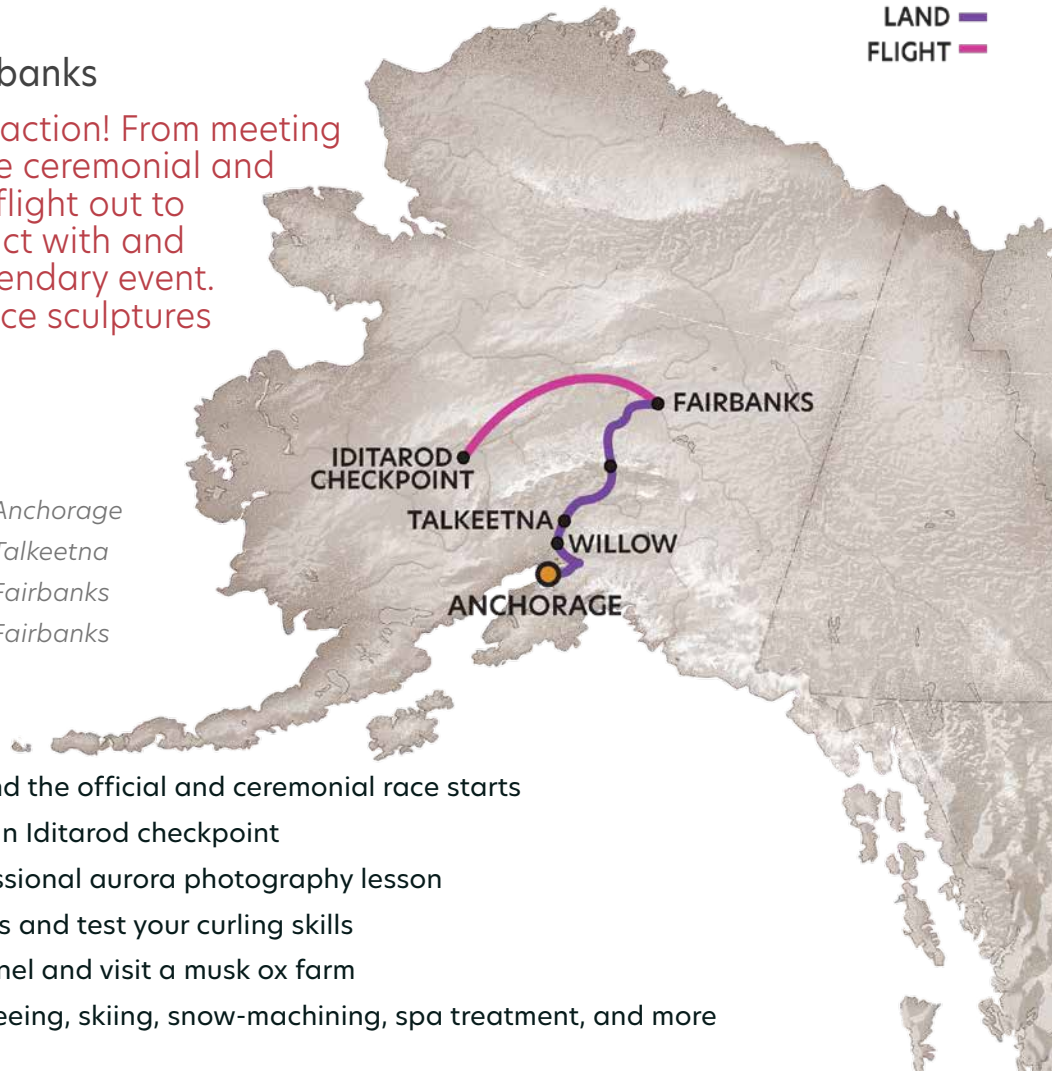 LAND
FLIGHT
banks
action! From meeting
e ceremonial and
flight out to
ct with and
endary event.
ce sculptures
FAIRBANKS
IDITAROD
CHECKPOINT
TALKEETNA
WILLOW
ANCHORAGE
Anchorage
Talkeetna
Fairbanks
Fairbanks
nd the official and ceremonial race starts
n Iditarod checkpoint
ssional aurora photography lesson
s and test your curling skills
nel and visit a musk ox farm
eeing, skiing, snow-machining, spa treatment, and more